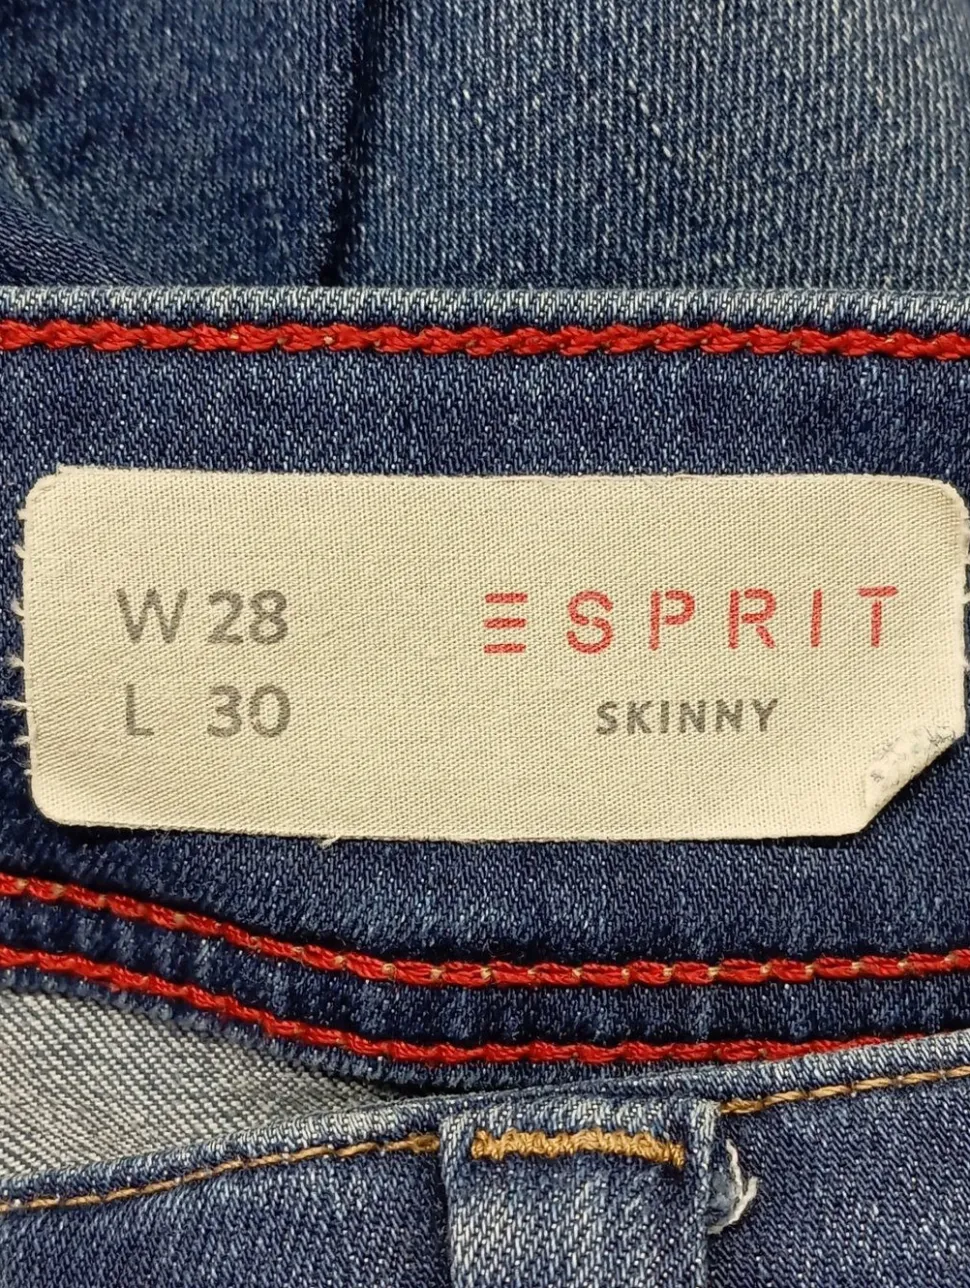 W 28
L 30
ESPRIT
SKINNY